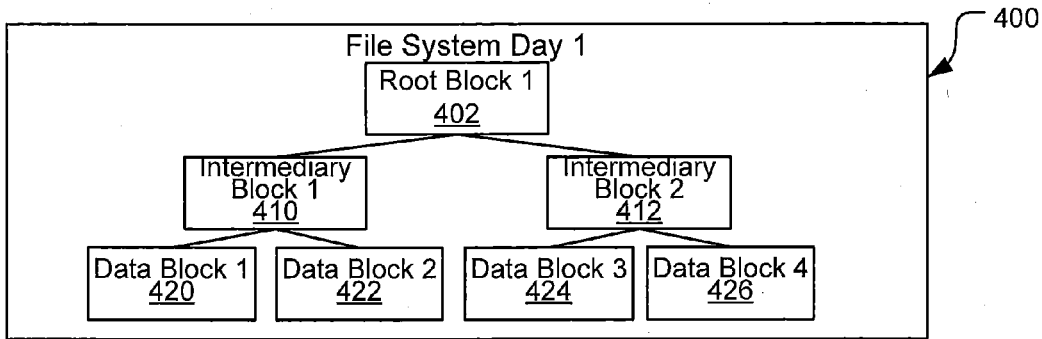 400
File System Day 1
Root Block 1
402
Intermediary
Block 1
410
Intermediary
Block 2
412
Data Block 1
420
Data Block 2
422
Data Block 3
424
Data Block 4
426